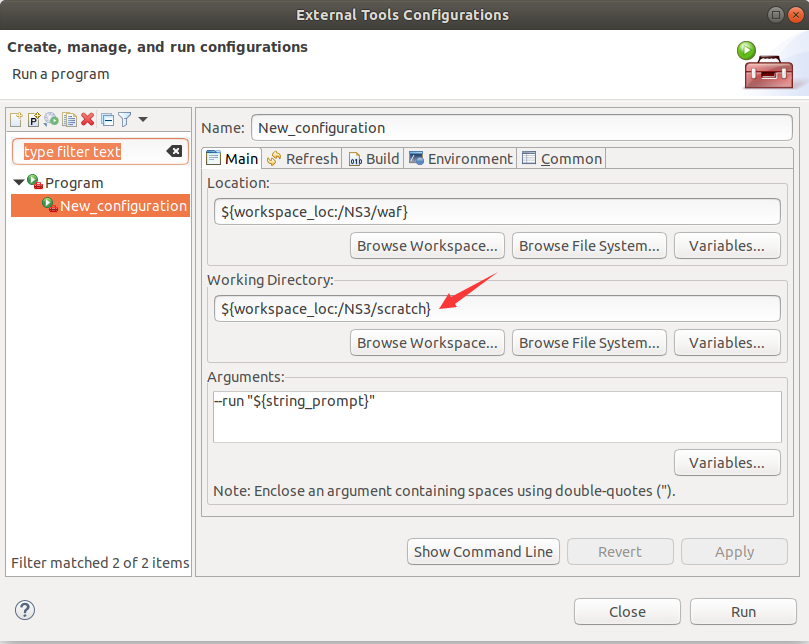 External Tools Configurations
Create, manage, and run configurations
Run a program
Name: New_configuration
type filter text
Main Refresh Build Environment Common
Program
New_configuration
Location:
${workspace_loc:/NS3/waf}
Browse Workspace... Browse File System... Variables...
Working Directory:
${workspace_loc:/NS3/scratch}
Browse Workspace... Browse File System... Variables...
Arguments:
--run "${string_prompt}"
Variables...
Note: Enclose an argument containing spaces using double-quotes (").
Filter matched 2 of 2 items
Show Command Line Revert Apply
Close Run